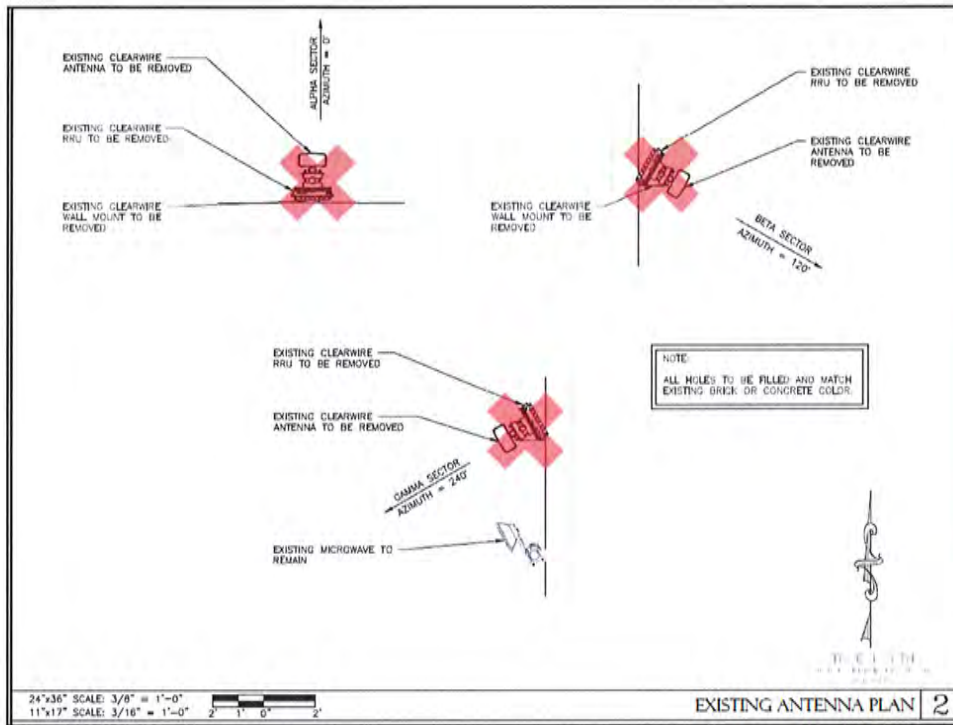 EXISTING CLEARWIRE
ANTENNA TO BE REMOVED
ALPHA SECTOR
AZIMUTH = 0°
EXISTING CLEARWIRE
RRU TO BE REMOVED
EXISTING CLEARWIRE
WALL MOUNT TO BE
REMOVED
EXISTING CLEARWIRE
RRU TO BE REMOVED
EXISTING CLEARWIRE
ANTENNA TO BE
REMOVED
EXISTING CLEARWIRE
WALL MOUNT TO BE
REMOVED
BETA SECTOR
AZIMUTH = 120°
EXISTING CLEARWIRE
RRU TO BE REMOVED
EXISTING CLEARWIRE
ANTENNA TO BE REMOVED
GAMMA SECTOR
AZIMUTH = 240°
EXISTING MICROWAVE TO
REMAIN
NOTE:
ALL HOLES TO BE FILLED AND MATCH
EXISTING BRICK OR CONCRETE COLOR.
24"x36" SCALE: 3/8" = 1'-0"
11"x17" SCALE: 3/16" = 1'-0"
2' 1' 0" 2'
EXISTING ANTENNA PLAN 2